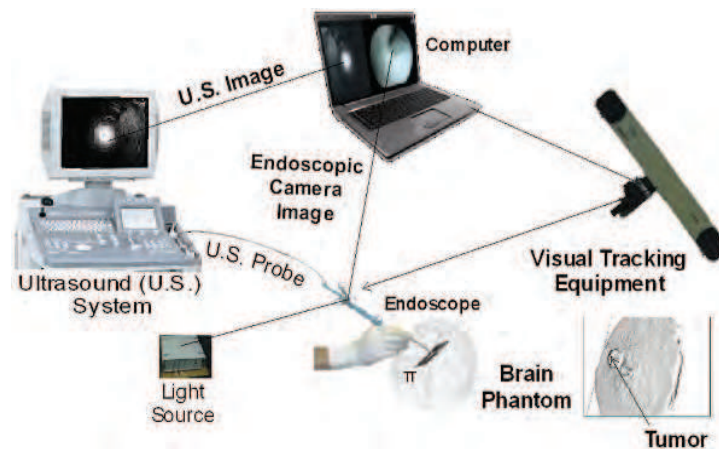 Computer
U.S. Image
Endoscopic
Camera
Image
U.S. Probe
Ultrasound (U.S.)
System
Visual Tracking
Equipment
Endoscope
Light
Source
π
Brain
Phantom
Tumor